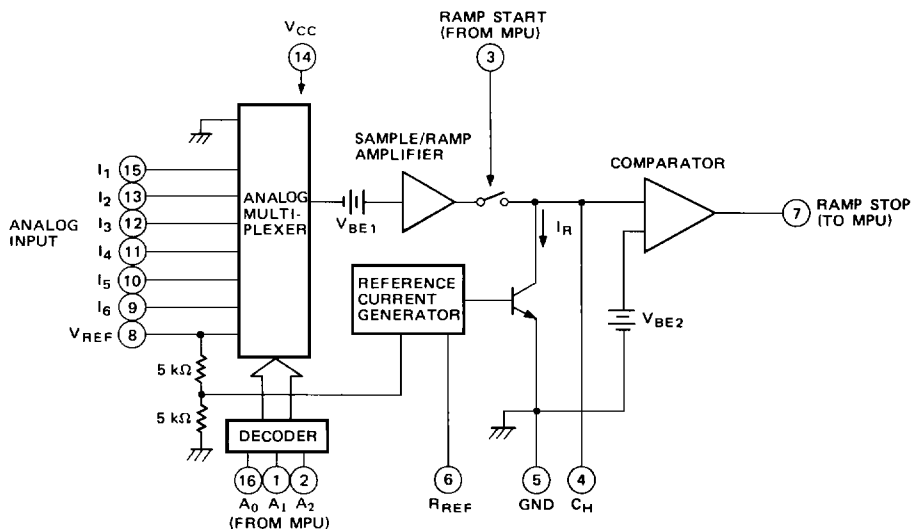 RAMP START
(FROM MPU)
3
VCC
14
SAMPLE/RAMP
AMPLIFIER
COMPARATOR
ANALOG
INPUT
I1 15
I2 13
I3 12
I4 11
I5 10
I6 9
VREF 8
ANALOG
MULTI-
PLEXER
VBE1
IR
7
RAMP STOP
(TO MPU)
REFERENCE
CURRENT
GENERATOR
VBE2
5 kΩ
5 kΩ
DECODER
16 1 2
A0 A1 A2
(FROM MPU)
6
RREF
5
GND
4
CH